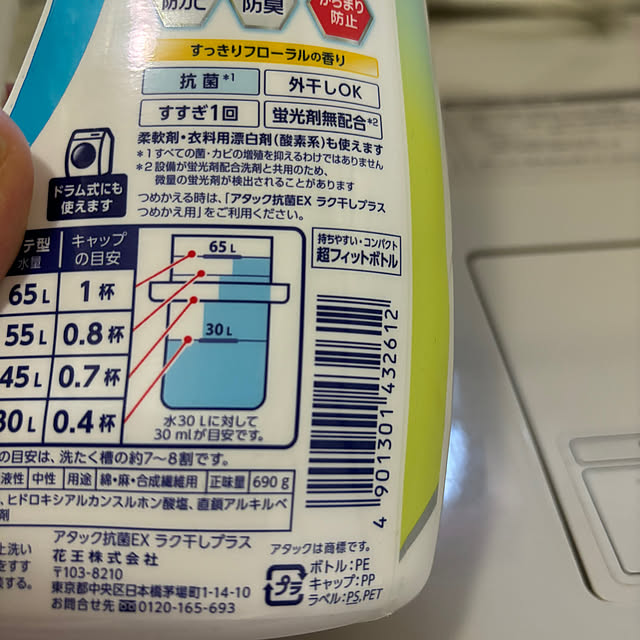 防カビ
防臭
からまり
防止
すっきりフローラルの香り
抗菌*1
外干しOK
すすぎ1回
蛍光剤無配合*2
柔軟剤・衣料用漂白剤(酸素系)も使えます
*1 すべての菌・カビの増殖を抑えるわけではありません
*2 設備が蛍光剤配合洗剤と共用のため、
微量の蛍光剤が検出されることがあります
ドラム式にも
使えます
つめかえる時は、「アタック抗菌EX ラク干しプラス
つめかえ用」をご利用ください。
テ型
水量
キャップ
の目安
65L
1杯
55L
0.8杯
45L
0.7杯
30L
0.4杯
65L
30L
水30Lに対して
30mlが目安です。
持ちやすい・コンパクト
超フィットボトル
の目安は、洗たく槽の約7〜8割です。
液性 中性 用途 綿・麻・合成繊維用 正味量 690g
、ヒドロキシアルカンスルホン酸塩、直鎖アルキルベ
剤
アタック抗菌EX ラク干しプラス
花王株式会社
〒103-8210
東京都中央区日本橋茅場町1-14-10
お問合せ先 0120-165-693
アタックは商標です。
プラ
ボトル:PE
キャップ:PP
ラベル:PS,PET
4 901301 432612